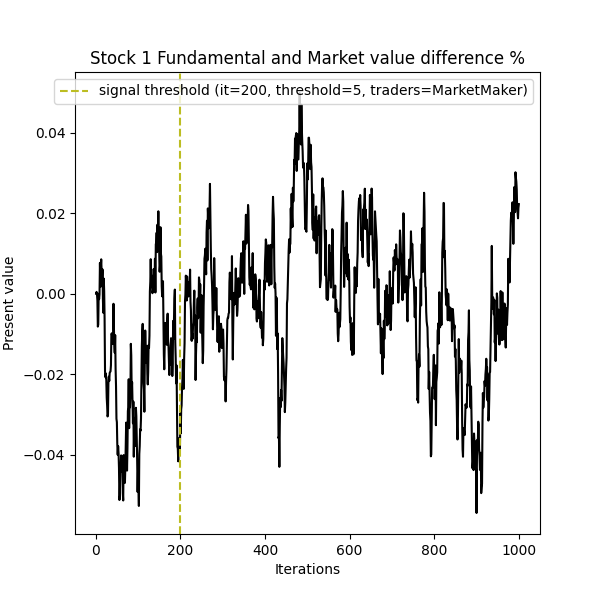 Stock 1 Fundamental and Market value difference %
signal threshold (it=200, threshold=5, traders=MarketMaker)
0.04
0.02
0.00
−0.02
−0.04
Present value
0 200 400 600 800 1000
Iterations